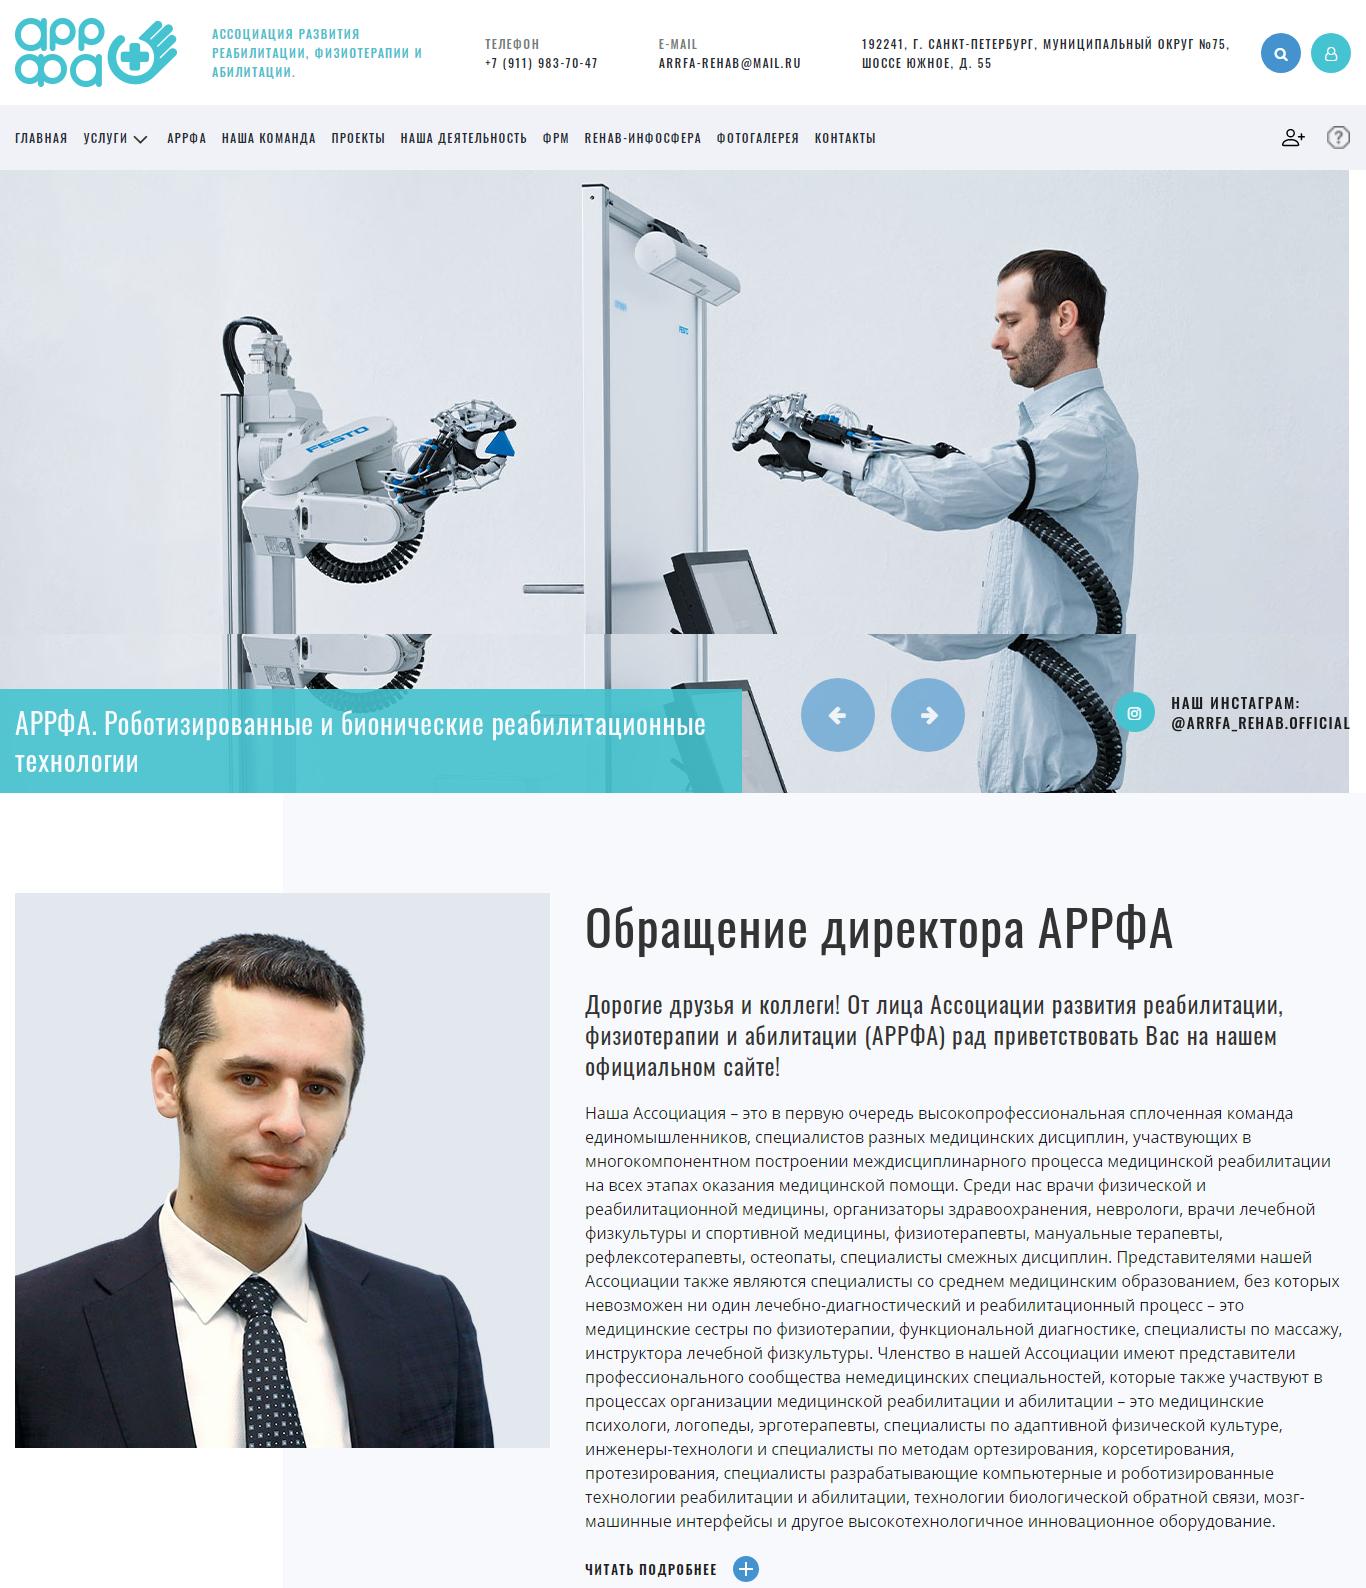 арр
фа
АССОЦИАЦИЯ РАЗВИТИЯ
РЕАБИЛИТАЦИИ, ФИЗИОТЕРАПИИ И
АБИЛИТАЦИИ.
ТЕЛЕФОН
+7 (911) 983-70-47
E-MAIL
ARRFA-REHAB@MAIL.RU
192241, Г. САНКТ-ПЕТЕРБУРГ, МУНИЦИПАЛЬНЫЙ ОКРУГ №75,
ШОССЕ ЮЖНОЕ, Д. 55
ГЛАВНАЯ УСЛУГИ АРРФА НАША КОМАНДА ПРОЕКТЫ НАША ДЕЯТЕЛЬНОСТЬ ФРМ REHAB-ИНФОСФЕРА ФОТОГАЛЕРЕЯ КОНТАКТЫ
FESTO
FESTO
АРРФА. Роботизированные и бионические реабилитационные
технологии
НАШ ИНСТАГРАМ:
@ARRFA_REHAB.OFFICIAL
Обращение директора АРРФА
Дорогие друзья и коллеги! От лица Ассоциации развития реабилитации,
физиотерапии и абилитации (АРРФА) рад приветствовать Вас на нашем
официальном сайте!
Наша Ассоциация – это в первую очередь высокопрофессиональная сплоченная команда
единомышленников, специалистов разных медицинских дисциплин, участвующих в
многокомпонентном построении междисциплинарного процесса медицинской реабилитации
на всех этапах оказания медицинской помощи. Среди нас врачи физической и
реабилитационной медицины, организаторы здравоохранения, неврологи, врачи лечебной
физкультуры и спортивной медицины, физиотерапевты, мануальные терапевты,
рефлексотерапевты, остеопаты, специалисты смежных дисциплин. Представителями нашей
Ассоциации также являются специалисты со среднем медицинским образованием, без которых
невозможен ни один лечебно-диагностический и реабилитационный процесс – это
медицинские сестры по физиотерапии, функциональной диагностике, специалисты по массажу,
инструктора лечебной физкультуры. Членство в нашей Ассоциации имеют представители
профессионального сообщества немедицинских специальностей, которые также участвуют в
процессах организации медицинской реабилитации и абилитации – это медицинские
психологи, логопеды, эрготерапевты, специалисты по адаптивной физической культуре,
инженеры-технологи и специалисты по методам ортезирования, корсетирования,
протезирования, специалисты разрабатывающие компьютерные и роботизированные
технологии реабилитации и абилитации, технологии биологической обратной связи, мозг-
машинные интерфейсы и другое высокотехнологичное инновационное оборудование.
ЧИТАТЬ ПОДРОБНЕЕ